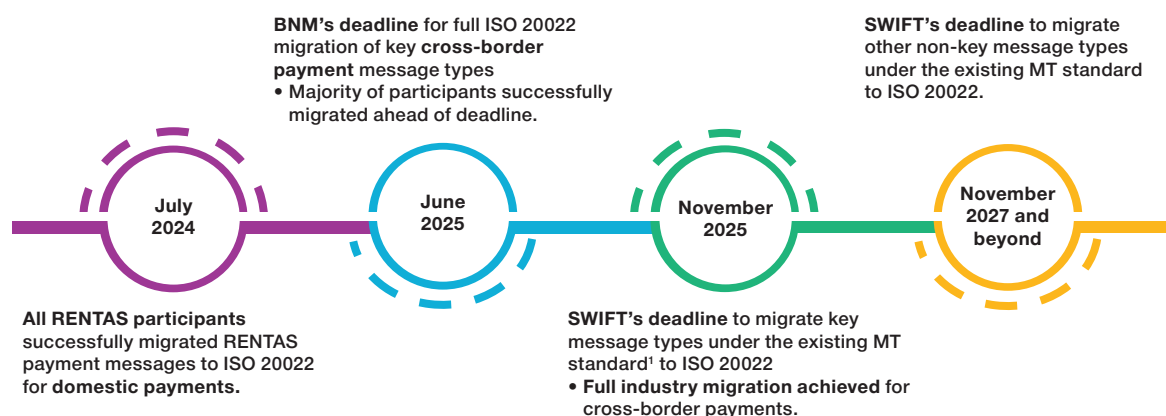 BNM's deadline for full ISO 20022
migration of key cross-border
payment message types
• Majority of participants successfully
migrated ahead of deadline.
SWIFT's deadline to migrate
other non-key message types
under the existing MT standard
to ISO 20022.
July
2024
June
2025
November
2025
November
2027 and
beyond
All RENTAS participants
successfully migrated RENTAS
payment messages to ISO 20022
for domestic payments.
SWIFT's deadline to migrate key
message types under the existing MT
standard¹ to ISO 20022
• Full industry migration achieved for
cross-border payments.